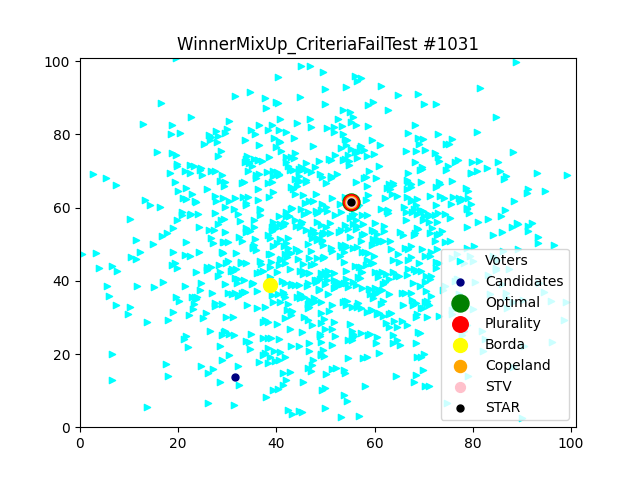 WinnerMixUp_CriteriaFailTest #1031
100
80
60
40
20
0
0
20
40
60
80
100
Voters
Candidates
Optimal
Plurality
Borda
Copeland
STV
STAR